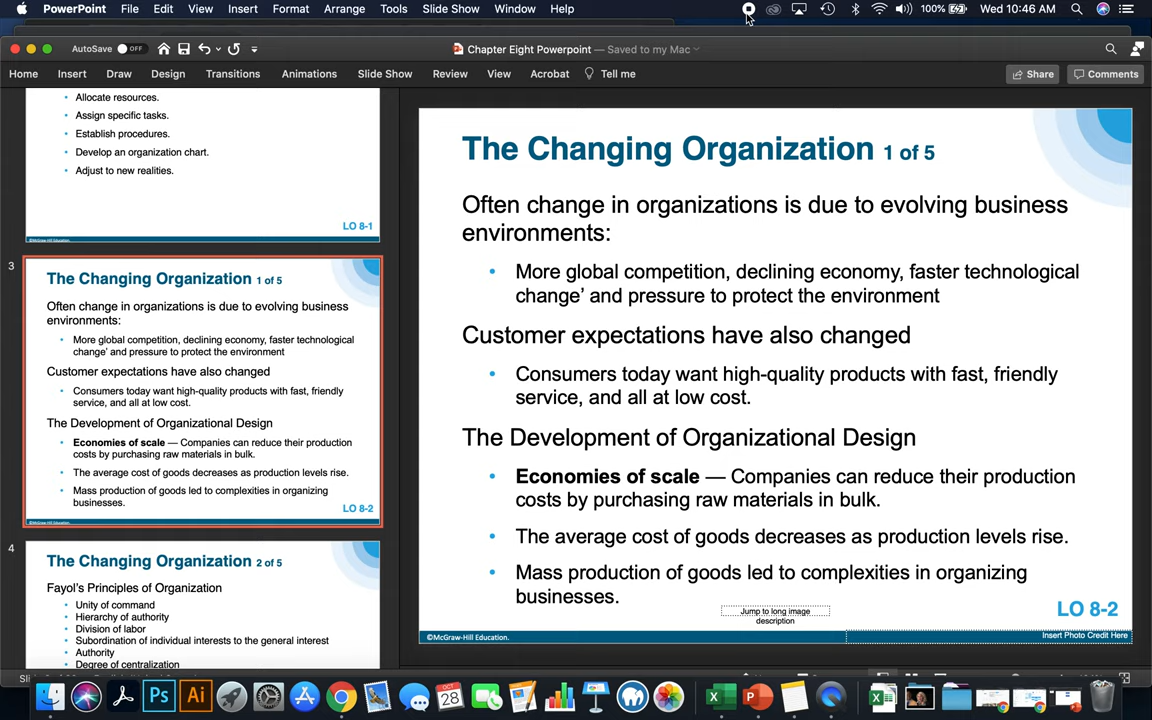 PowerPoint File Edit View Insert Format Arrange Tools Slide Show Window Help 100% Wed 10:46 AM
AutoSave OFF Chapter Eight Powerpoint — Saved to my Mac
Home Insert Draw Design Transitions Animations Slide Show Review View Acrobat Tell me Share Comments
• Allocate resources.
• Assign specific tasks.
• Establish procedures.
• Develop an organization chart.
• Adjust to new realities.
LO 8-1
©McGraw-Hill Education.
3
The Changing Organization 1 of 5
Often change in organizations is due to evolving business
environments:
• More global competition, declining economy, faster technological
change’ and pressure to protect the environment
Customer expectations have also changed
• Consumers today want high-quality products with fast, friendly
service, and all at low cost.
The Development of Organizational Design
• Economies of scale — Companies can reduce their production
costs by purchasing raw materials in bulk.
• The average cost of goods decreases as production levels rise.
• Mass production of goods led to complexities in organizing
businesses.
LO 8-2
©McGraw-Hill Education.
4
The Changing Organization 2 of 5
Fayol's Principles of Organization
• Unity of command
• Hierarchy of authority
• Division of labor
• Subordination of individual interests to the general interest
• Authority
• Degree of centralization
The Changing Organization 1 of 5
Often change in organizations is due to evolving business
environments:
• More global competition, declining economy, faster technological
change’ and pressure to protect the environment
Customer expectations have also changed
• Consumers today want high-quality products with fast, friendly
service, and all at low cost.
The Development of Organizational Design
• Economies of scale — Companies can reduce their production
costs by purchasing raw materials in bulk.
• The average cost of goods decreases as production levels rise.
• Mass production of goods led to complexities in organizing
businesses.
Jump to long image
description
LO 8-2
©McGraw-Hill Education.
Insert Photo Credit Here
Ps Ai OCT 28